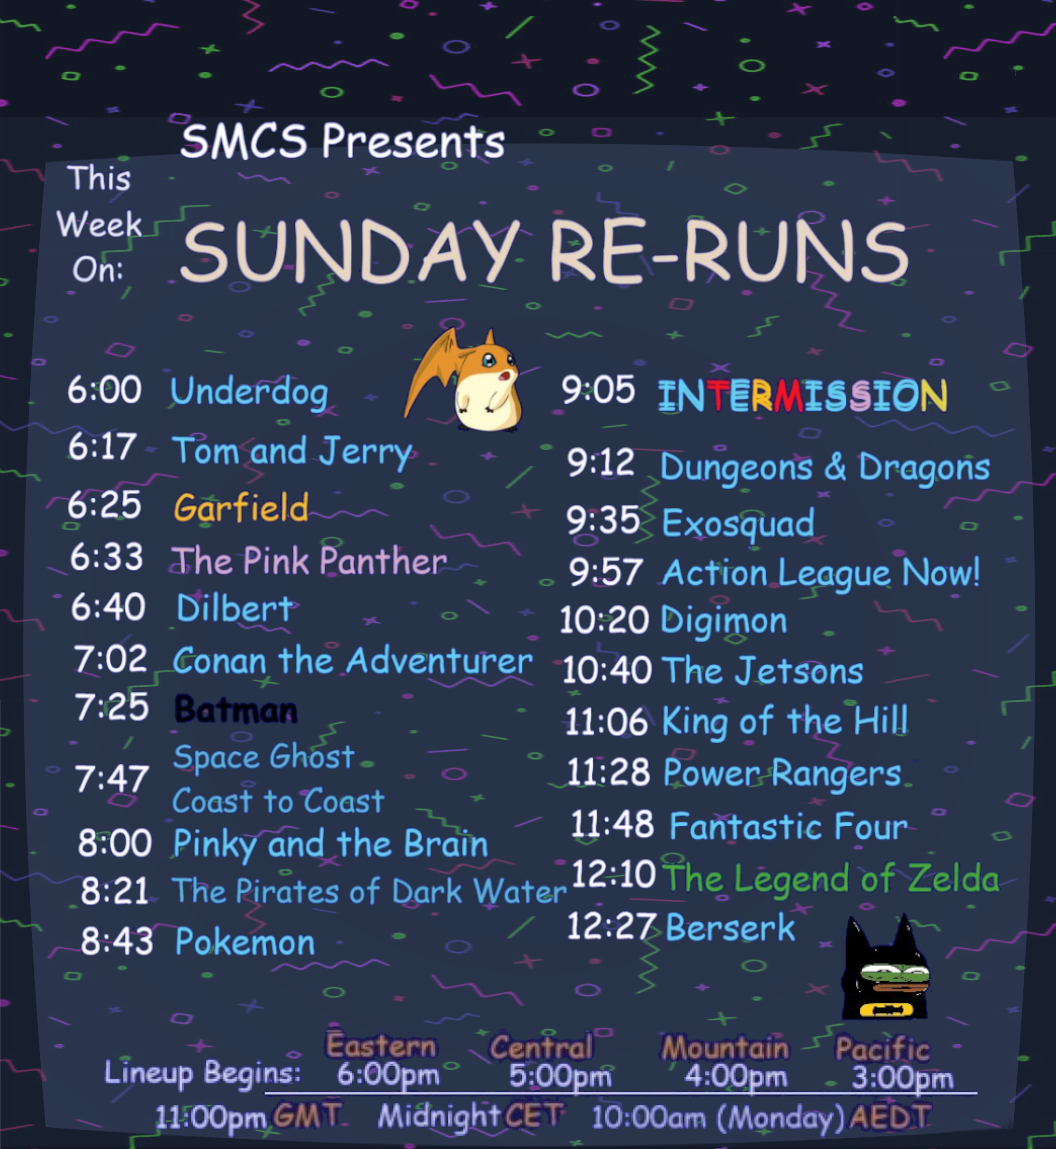 SMCS Presents
This
Week
On:
SUNDAY RE-RUNS
6:00 Underdog
6:17 Tom and Jerry
6:25 Garfield
6:33 The Pink Panther
6:40 Dilbert
7:02 Conan the Adventurer
7:25 Batman
7:47 Space Ghost
Coast to Coast
8:00 Pinky and the Brain
8:21 The Pirates of Dark Water
8:43 Pokemon
9:05 INTERMISSION
9:12 Dungeons & Dragons
9:35 Exosquad
9:57 Action League Now!
10:20 Digimon
10:40 The Jetsons
11:06 King of the Hill
11:28 Power Rangers
11:48 Fantastic Four
12:10 The Legend of Zelda
12:27 Berserk
Eastern Central Mountain Pacific
Lineup Begins: 6:00pm 5:00pm 4:00pm 3:00pm
11:00pm GMT Midnight CET 10:00am (Monday) AEDT